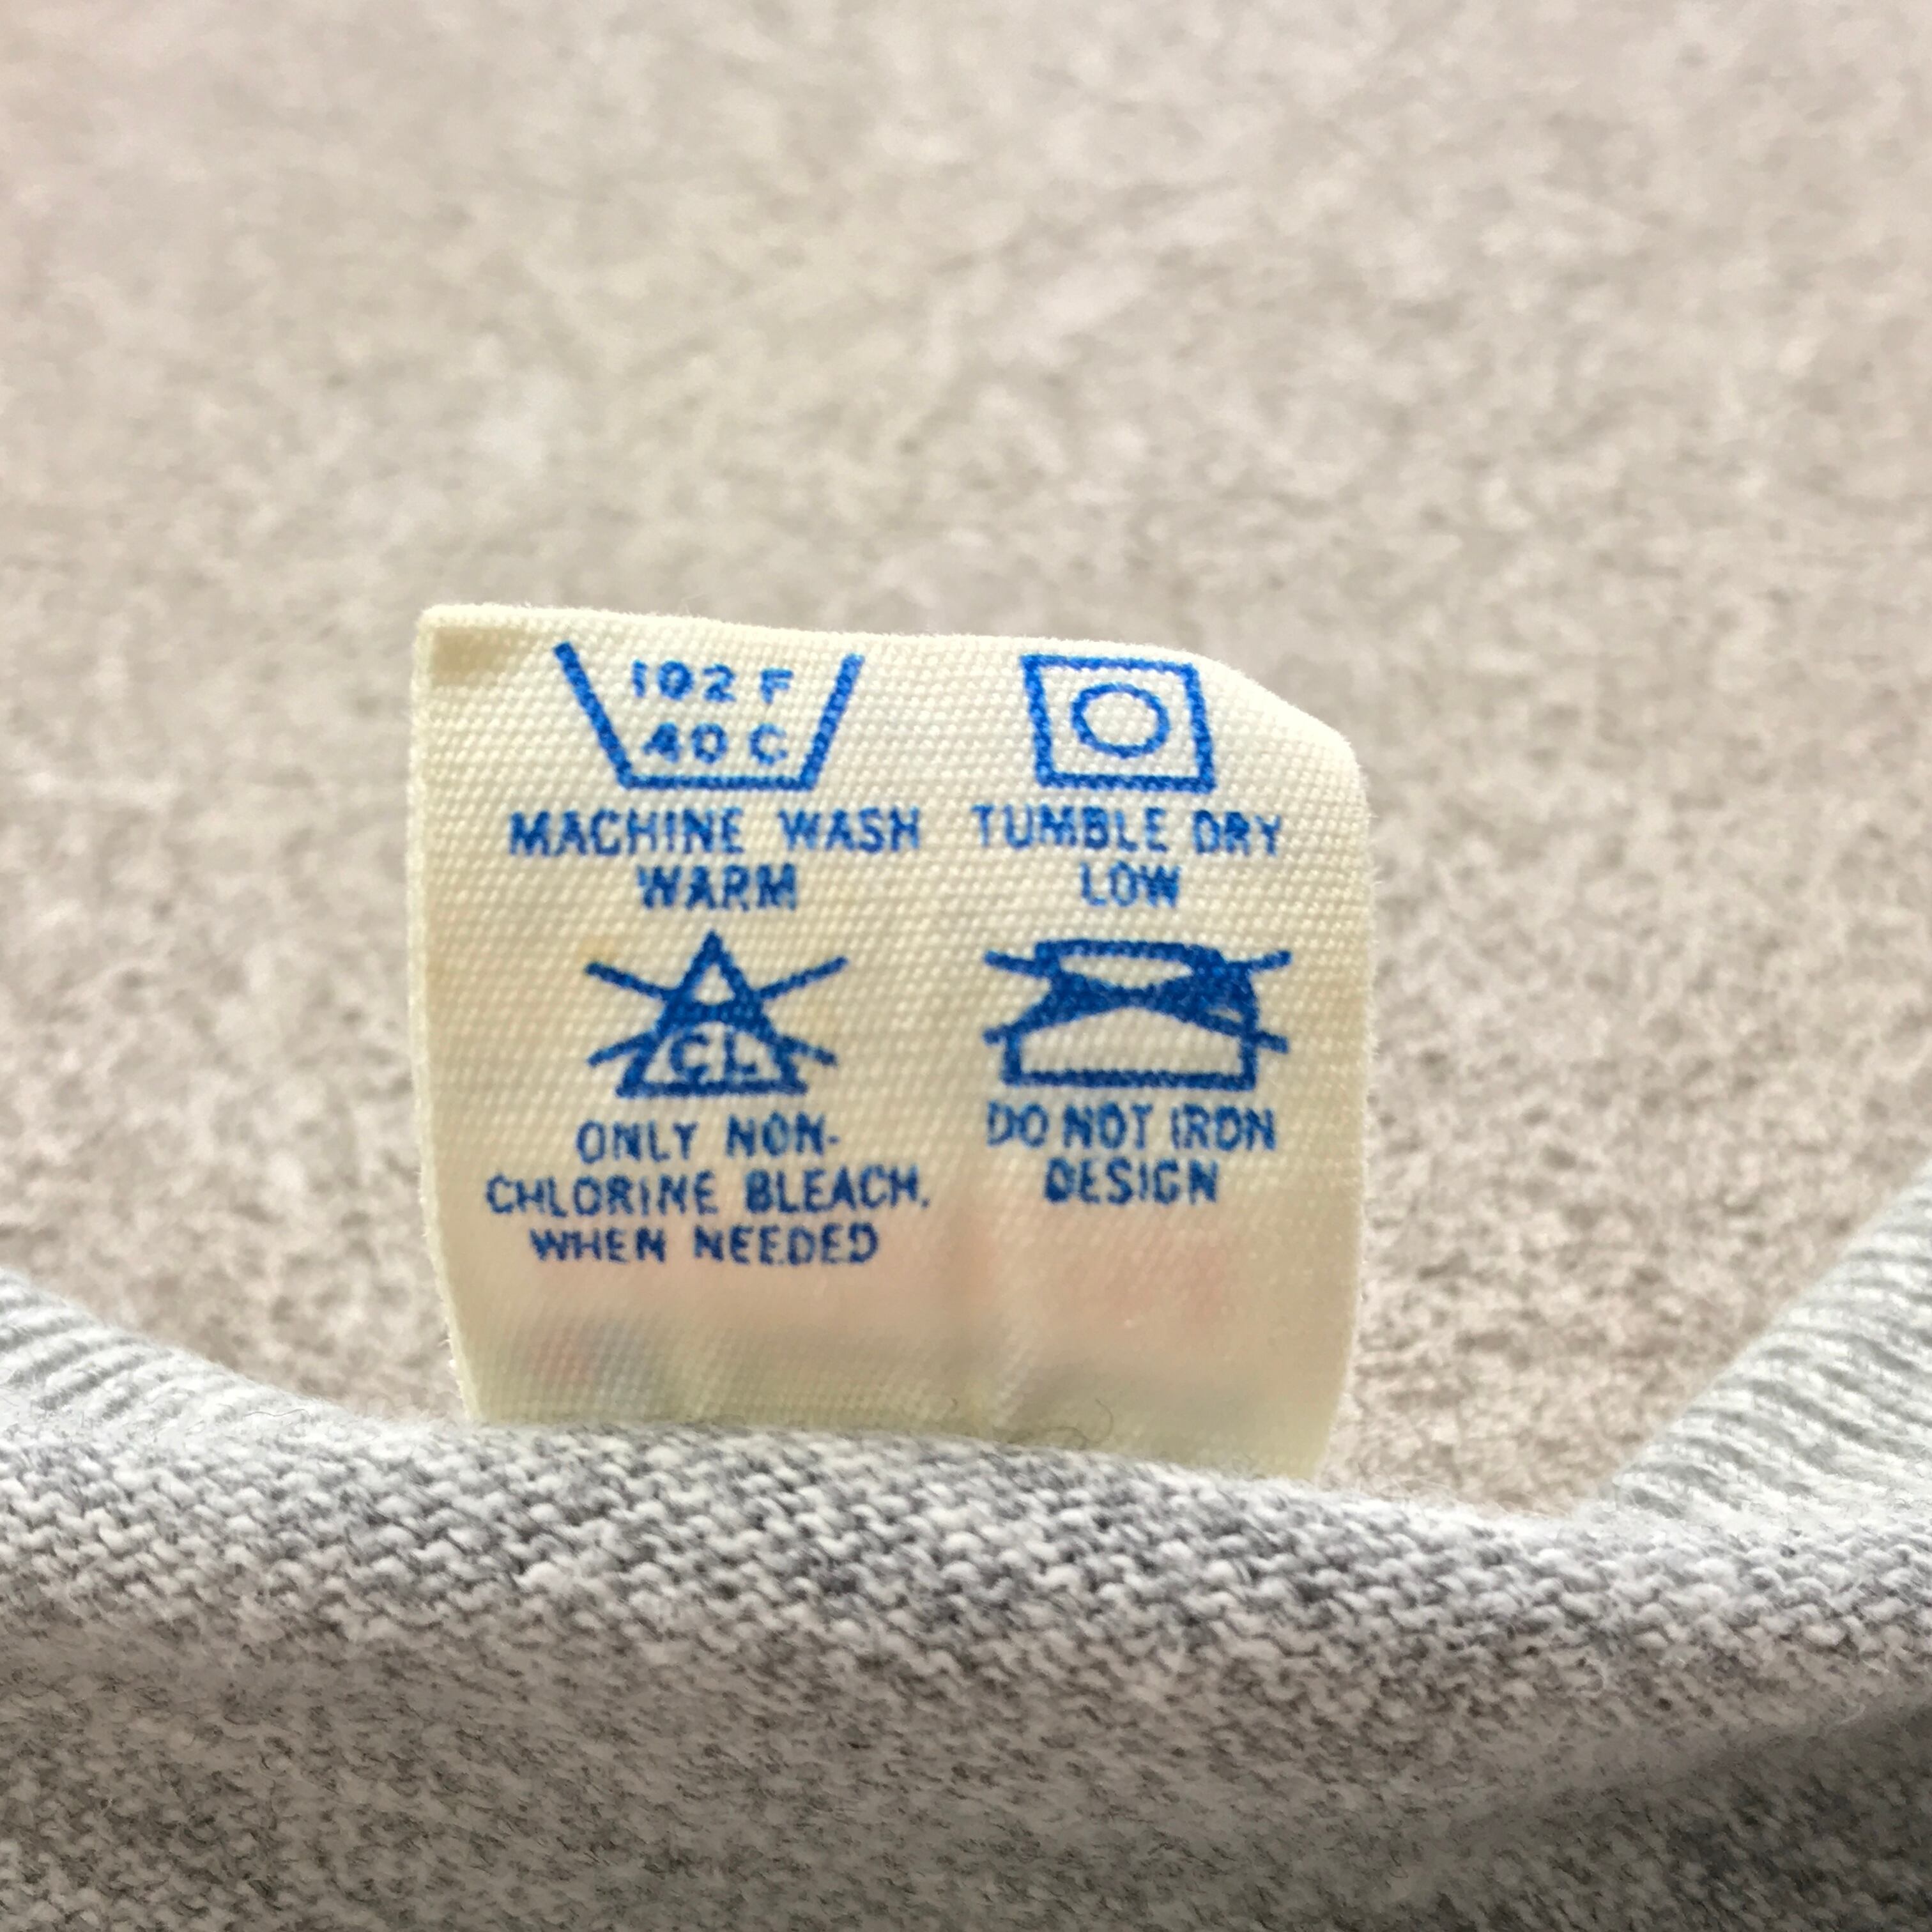 102 F
40 C
MACHINE WASH
WARM
TUMBLE DRY
LOW
CL
ONLY NON-
CHLORINE BLEACH.
WHEN NEEDED
DO NOT IRON
DESIGN